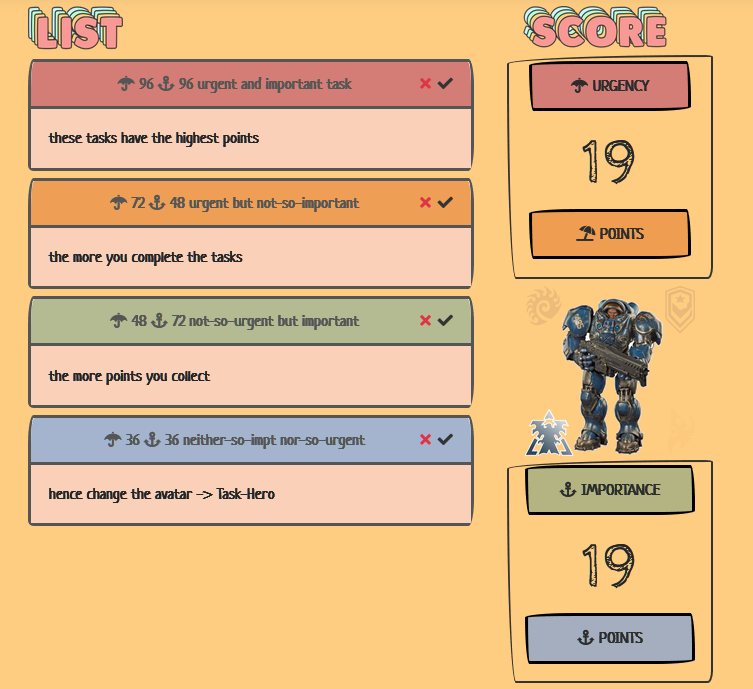 LIST
96 96 urgent and important task
these tasks have the highest points
72 48 urgent but not-so-important
the more you complete the tasks
48 72 not-so-urgent but important
the more points you collect
36 36 neither-so-impt nor-so-urgent
hence change the avatar -> Task-Hero
SCORE
URGENCY
19
POINTS
IMPORTANCE
19
POINTS